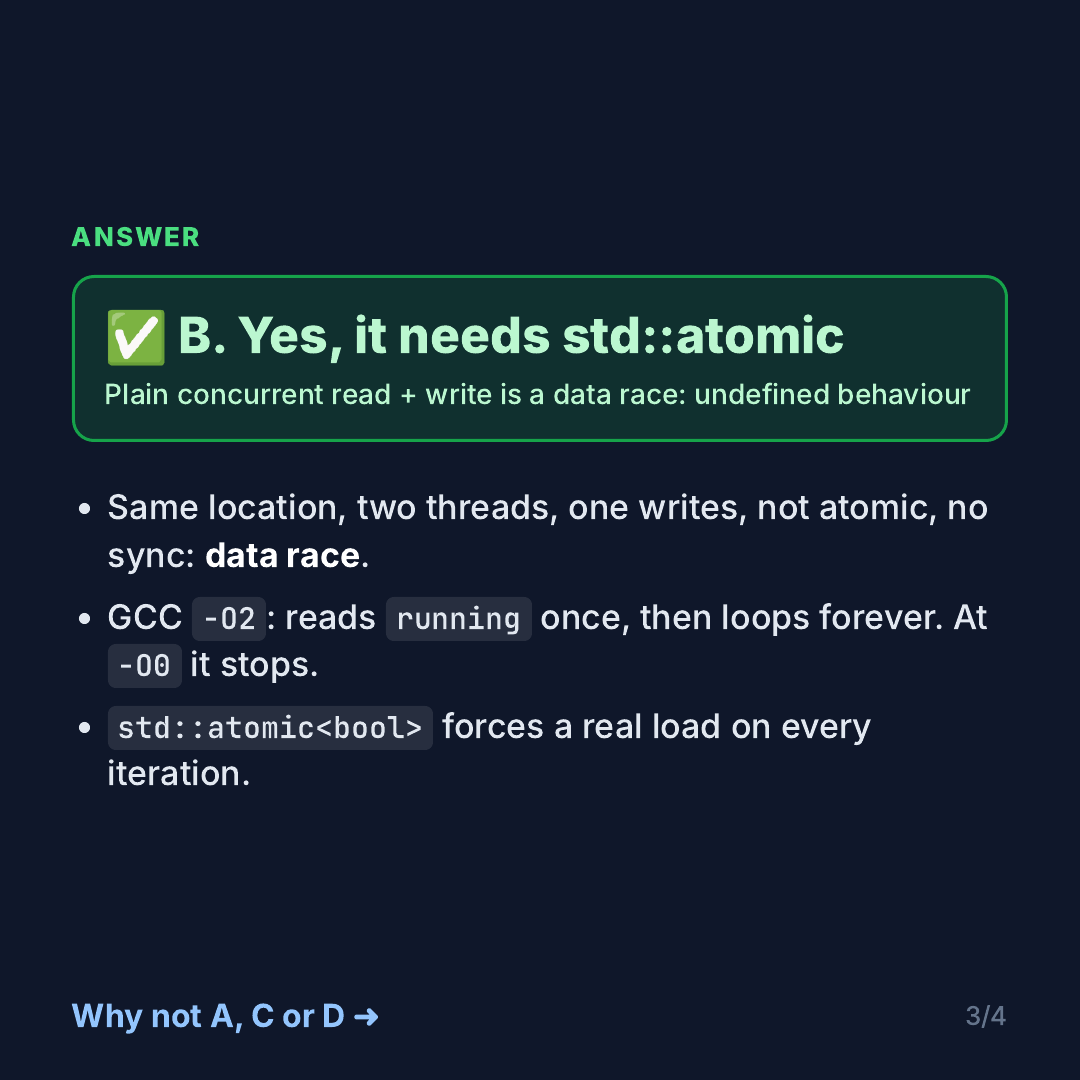 ANSWER
✅ B. Yes, it needs std::atomic
Plain concurrent read + write is a data race: undefined behaviour
• Same location, two threads, one writes, not atomic, no
sync: data race.
• GCC -O2: reads running once, then loops forever. At
-O0 it stops.
• std::atomic<bool> forces a real load on every
iteration.
Why not A, C or D ➜
3/4